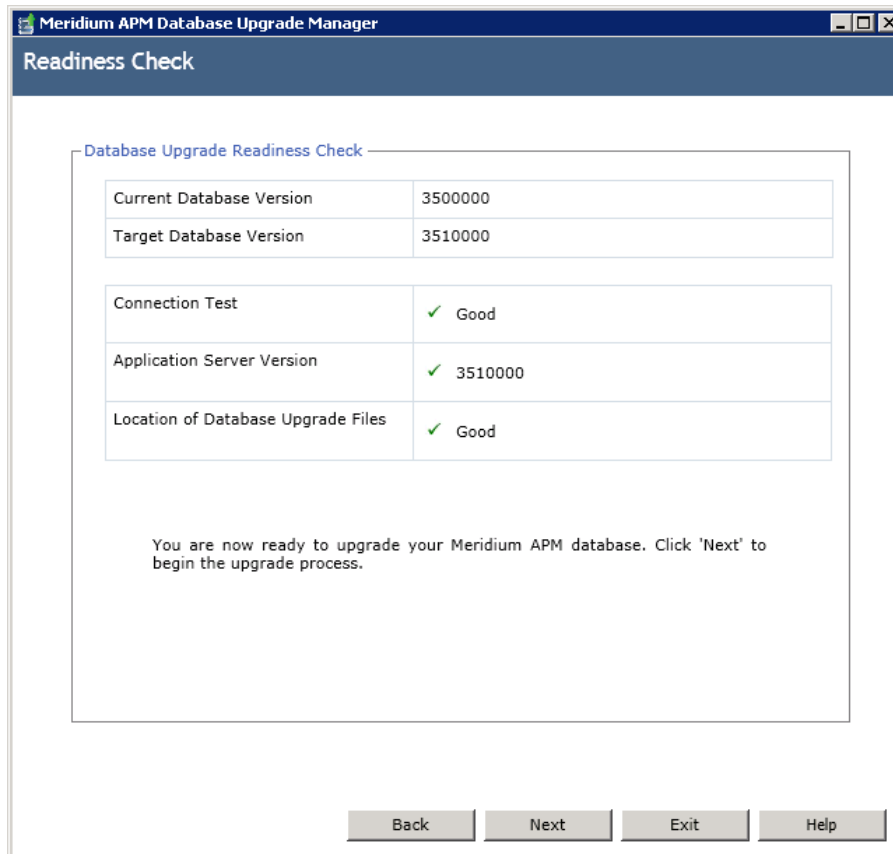 Meridium APM Database Upgrade Manager
Readiness Check
Database Upgrade Readiness Check
Current Database Version 3500000
Target Database Version 3510000
Connection Test ✓ Good
Application Server Version ✓ 3510000
Location of Database Upgrade Files ✓ Good
You are now ready to upgrade your Meridium APM database. Click 'Next' to
begin the upgrade process.
Back Next Exit Help